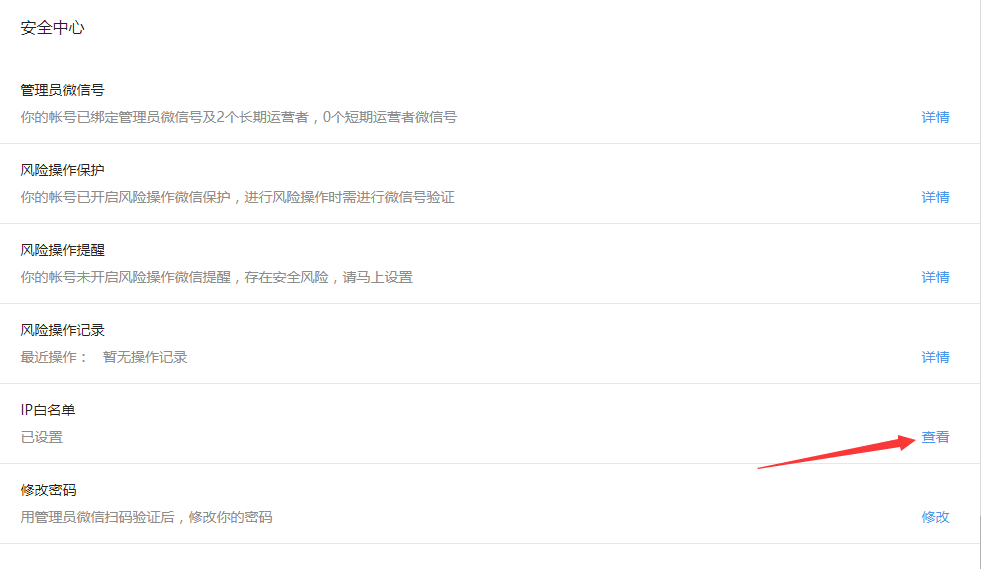 安全中心
管理员微信号
你的帐号已绑定管理员微信号及2个长期运营者，0个短期运营者微信号
详情
风险操作保护
你的帐号已开启风险操作微信保护，进行风险操作时需进行微信号验证
详情
风险操作提醒
你的帐号未开启风险操作微信提醒，存在安全风险，请马上设置
详情
风险操作记录
最近操作： 暂无操作记录
详情
IP白名单
已设置
查看
修改密码
用管理员微信扫码验证后，修改你的密码
修改